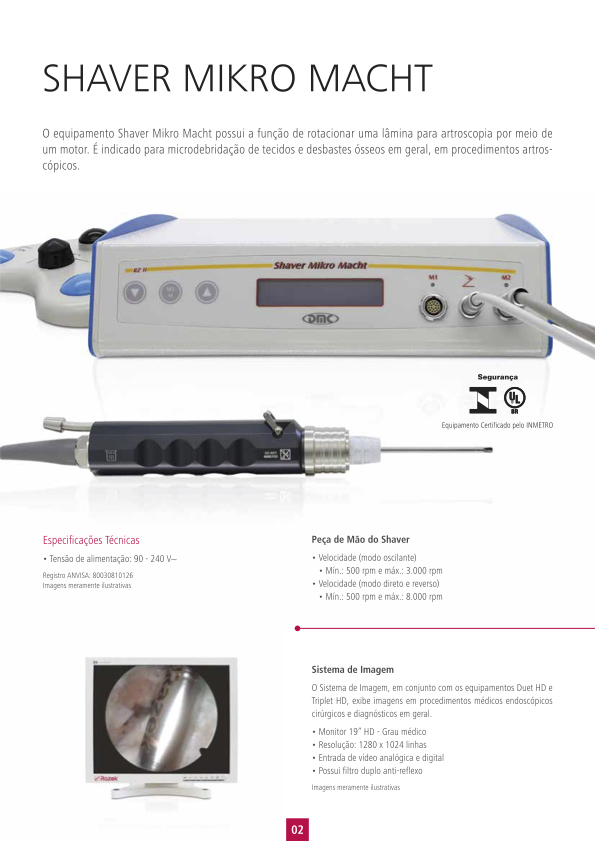 SHAVER MIKRO MACHT
O equipamento Shaver Mikro Macht possui a função de rotacionar uma lâmina para artroscopia por meio de
um motor. É indicado para microdebridação de tecidos e desbastes ósseos em geral, em procedimentos artros-
cópicos.
Shaver Mikro Macht
M1
M2
DMC
Segurança
UL
BR
Equipamento Certificado pelo INMETRO
Especificações Técnicas
• Tensão de alimentação: 90 - 240 V~
Registro ANVISA: 80030810126
Imagens meramente ilustrativas
Peça de Mão do Shaver
• Velocidade (modo oscilante)
• Mín.: 500 rpm e máx.: 3.000 rpm
• Velocidade (modo direto e reverso)
• Mín.: 500 rpm e máx.: 8.000 rpm
Sistema de Imagem
O Sistema de Imagem, em conjunto com os equipamentos Duet HD e
Triplet HD, exibe imagens em procedimentos médicos endoscópicos
cirúrgicos e diagnósticos em geral.
• Monitor 19” HD - Grau médico
• Resolução: 1280 x 1024 linhas
• Entrada de vídeo analógica e digital
• Possui filtro duplo anti-reflexo
Imagens meramente ilustrativas
Rozek
02